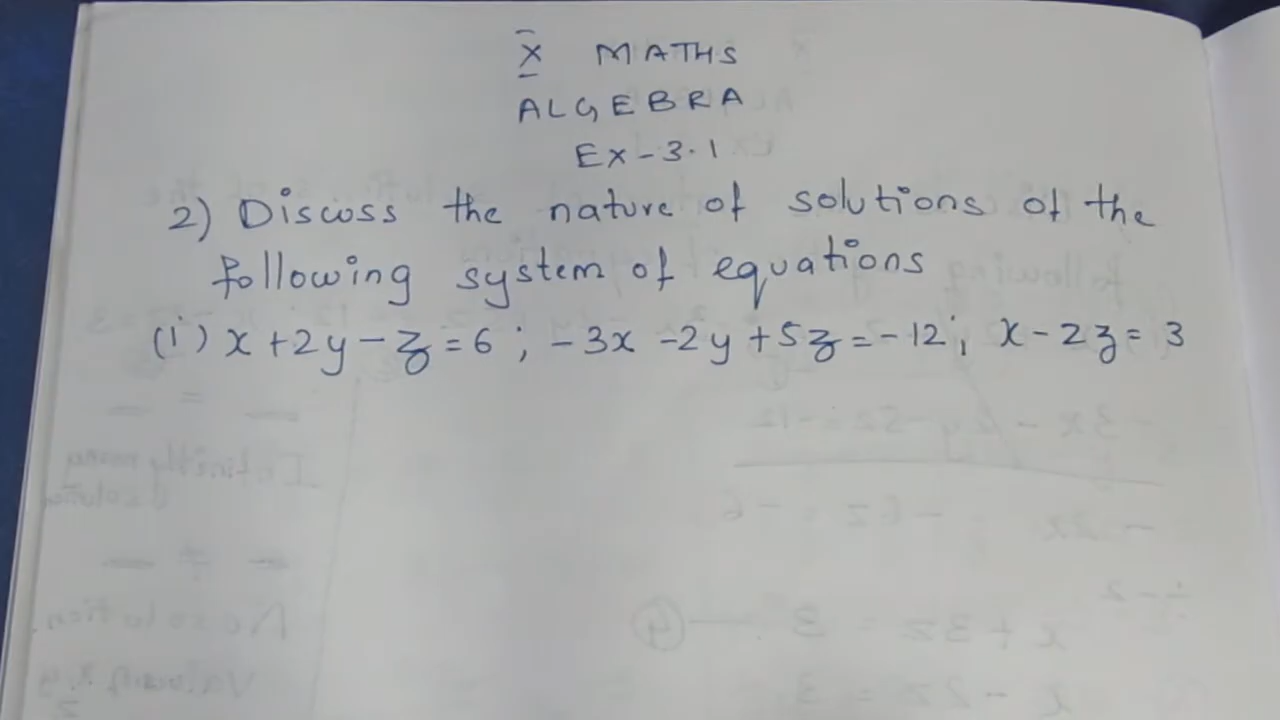 X MATHS
ALGEBRA
Ex-3.1
2) Discuss the nature of solutions of the
following system of equations
(i) x+2y-z=6; -3x-2y+5z=-12; x-2z=3